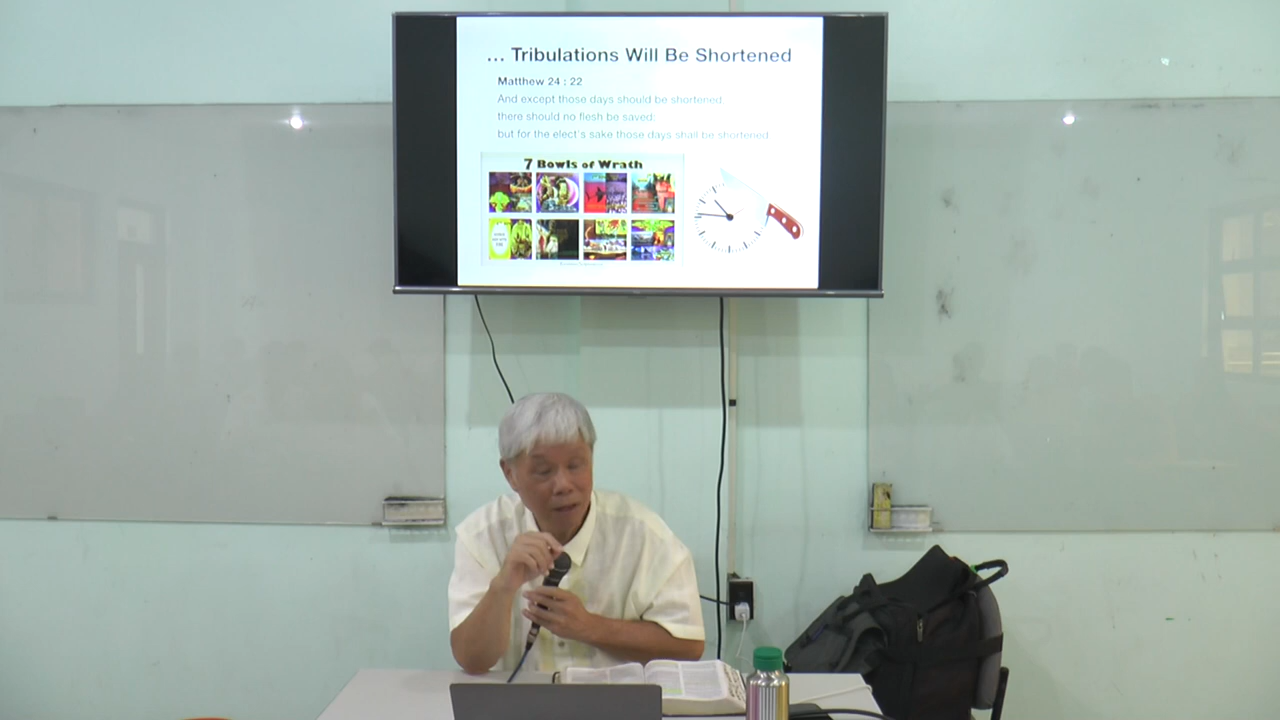 ... Tribulations Will Be Shortened
Matthew 24 : 22
And except those days should be shortened,
there should no flesh be saved:
but for the elect's sake those days shall be shortened
7 Bowls of Wrath